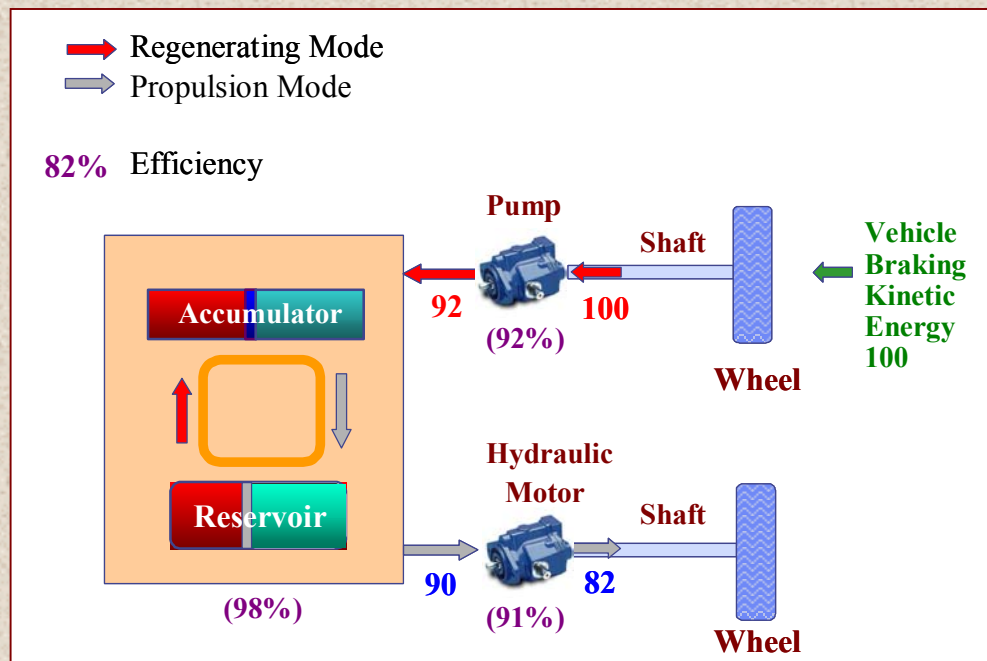 Regenerating Mode
Propulsion Mode
82% Efficiency
Pump
Shaft
Vehicle
Braking
Kinetic
Energy
100
92
100
(92%)
Wheel
Accumulator
Reservoir
(98%)
Hydraulic
Motor
Shaft
90
82
(91%)
Wheel